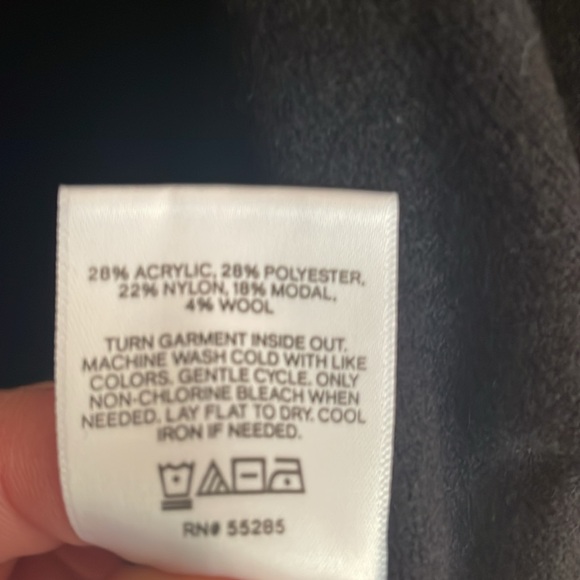 28% ACRYLIC, 28% POLYESTER,
22% NYLON, 18% MODAL,
4% WOOL
TURN GARMENT INSIDE OUT.
MACHINE WASH COLD WITH LIKE
COLORS. GENTLE CYCLE. ONLY
NON-CHLORINE BLEACH WHEN
NEEDED. LAY FLAT TO DRY. COOL
IRON IF NEEDED.
RN# 55285